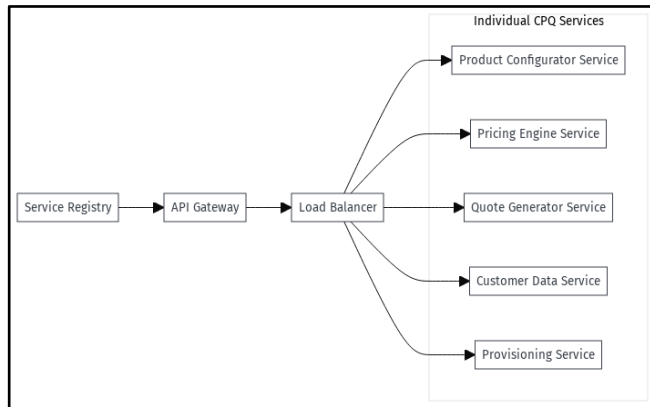 Individual CPQ Services
Product Configurator Service
Pricing Engine Service
Service Registry
API Gateway
Load Balancer
Quote Generator Service
Customer Data Service
Provisioning Service